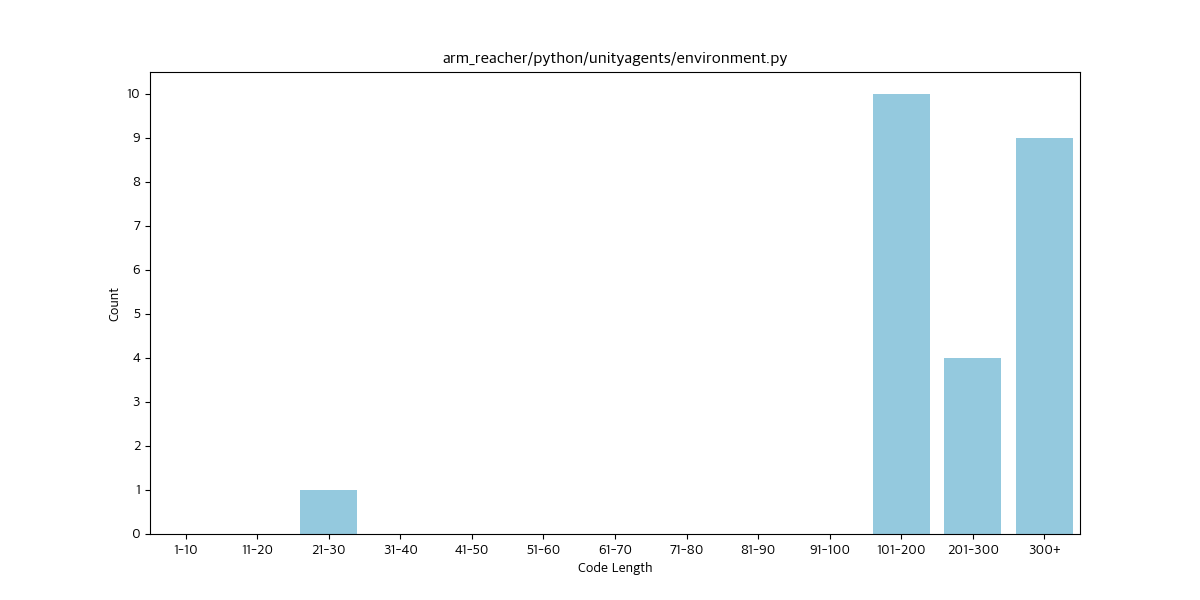 arm_reacher/python/unityagents/environment.py
10
9
8
7
6
5
4
3
2
1
0
Count
1-10 11-20 21-30 31-40 41-50 51-60 61-70 71-80 81-90 91-100 101-200 201-300 300+
Code Length